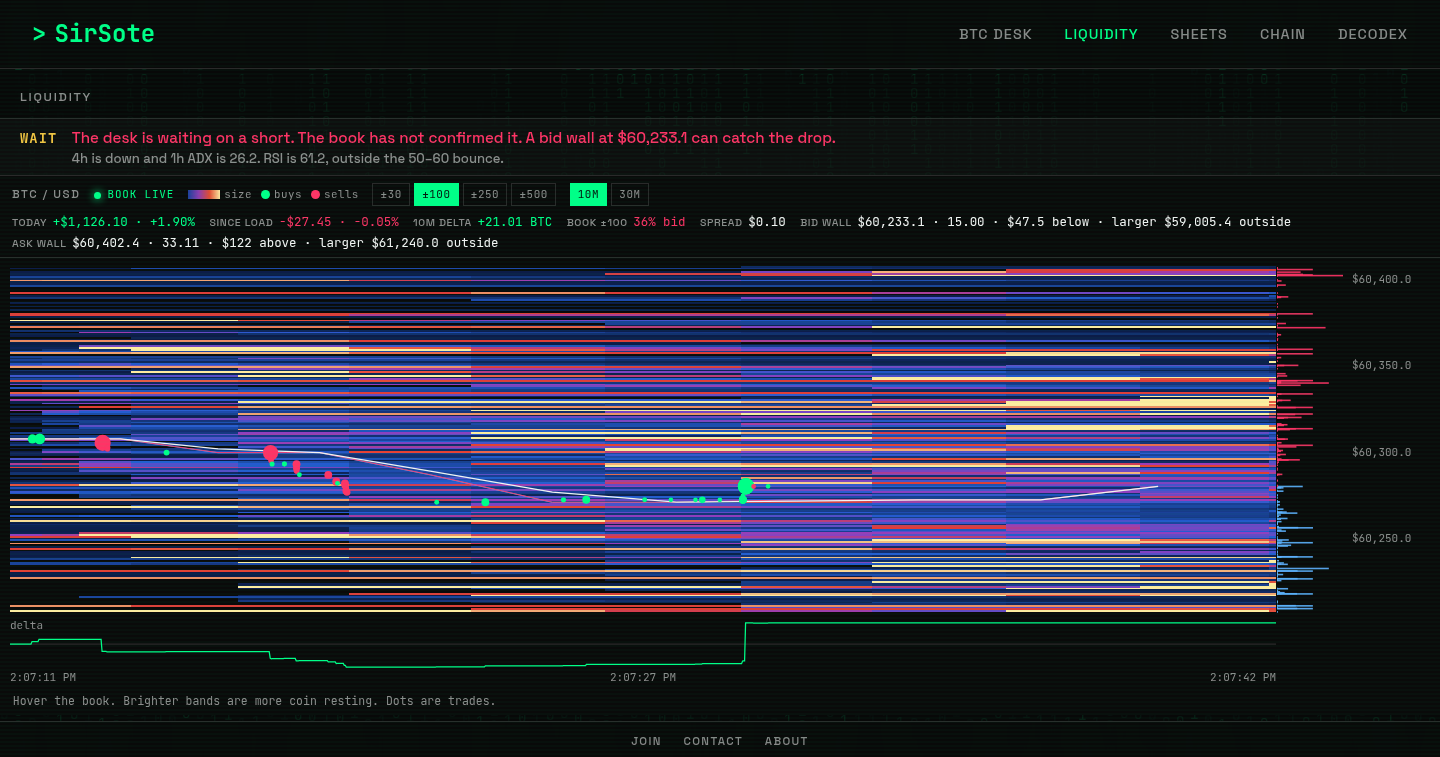 > SirSote
BTC DESK LIQUIDITY SHEETS CHAIN DECODEX
LIQUIDITY
WAIT The desk is waiting on a short. The book has not confirmed it. A bid wall at $60,233.1 can catch the drop.
4h is down and 1h ADX is 26.2. RSI is 61.2, outside the 50–60 bounce.
BTC / USD BOOK LIVE size buys sells ±30 ±100 ±250 ±500 10M 30M
TODAY +$1,126.10 · +1.90% SINCE LOAD -$27.45 · -0.05% 10M DELTA +21.01 BTC BOOK ±100 36% bid SPREAD $0.10 BID WALL $60,233.1 · 15.00 · $47.5 below · larger $59,005.4 outside
ASK WALL $60,402.4 · 33.11 · $122 above · larger $61,240.0 outside
$60,400.0
$60,350.0
$60,300.0
$60,250.0
delta
2:07:11 PM 2:07:27 PM 2:07:42 PM
Hover the book. Brighter bands are more coin resting. Dots are trades.
JOIN CONTACT ABOUT